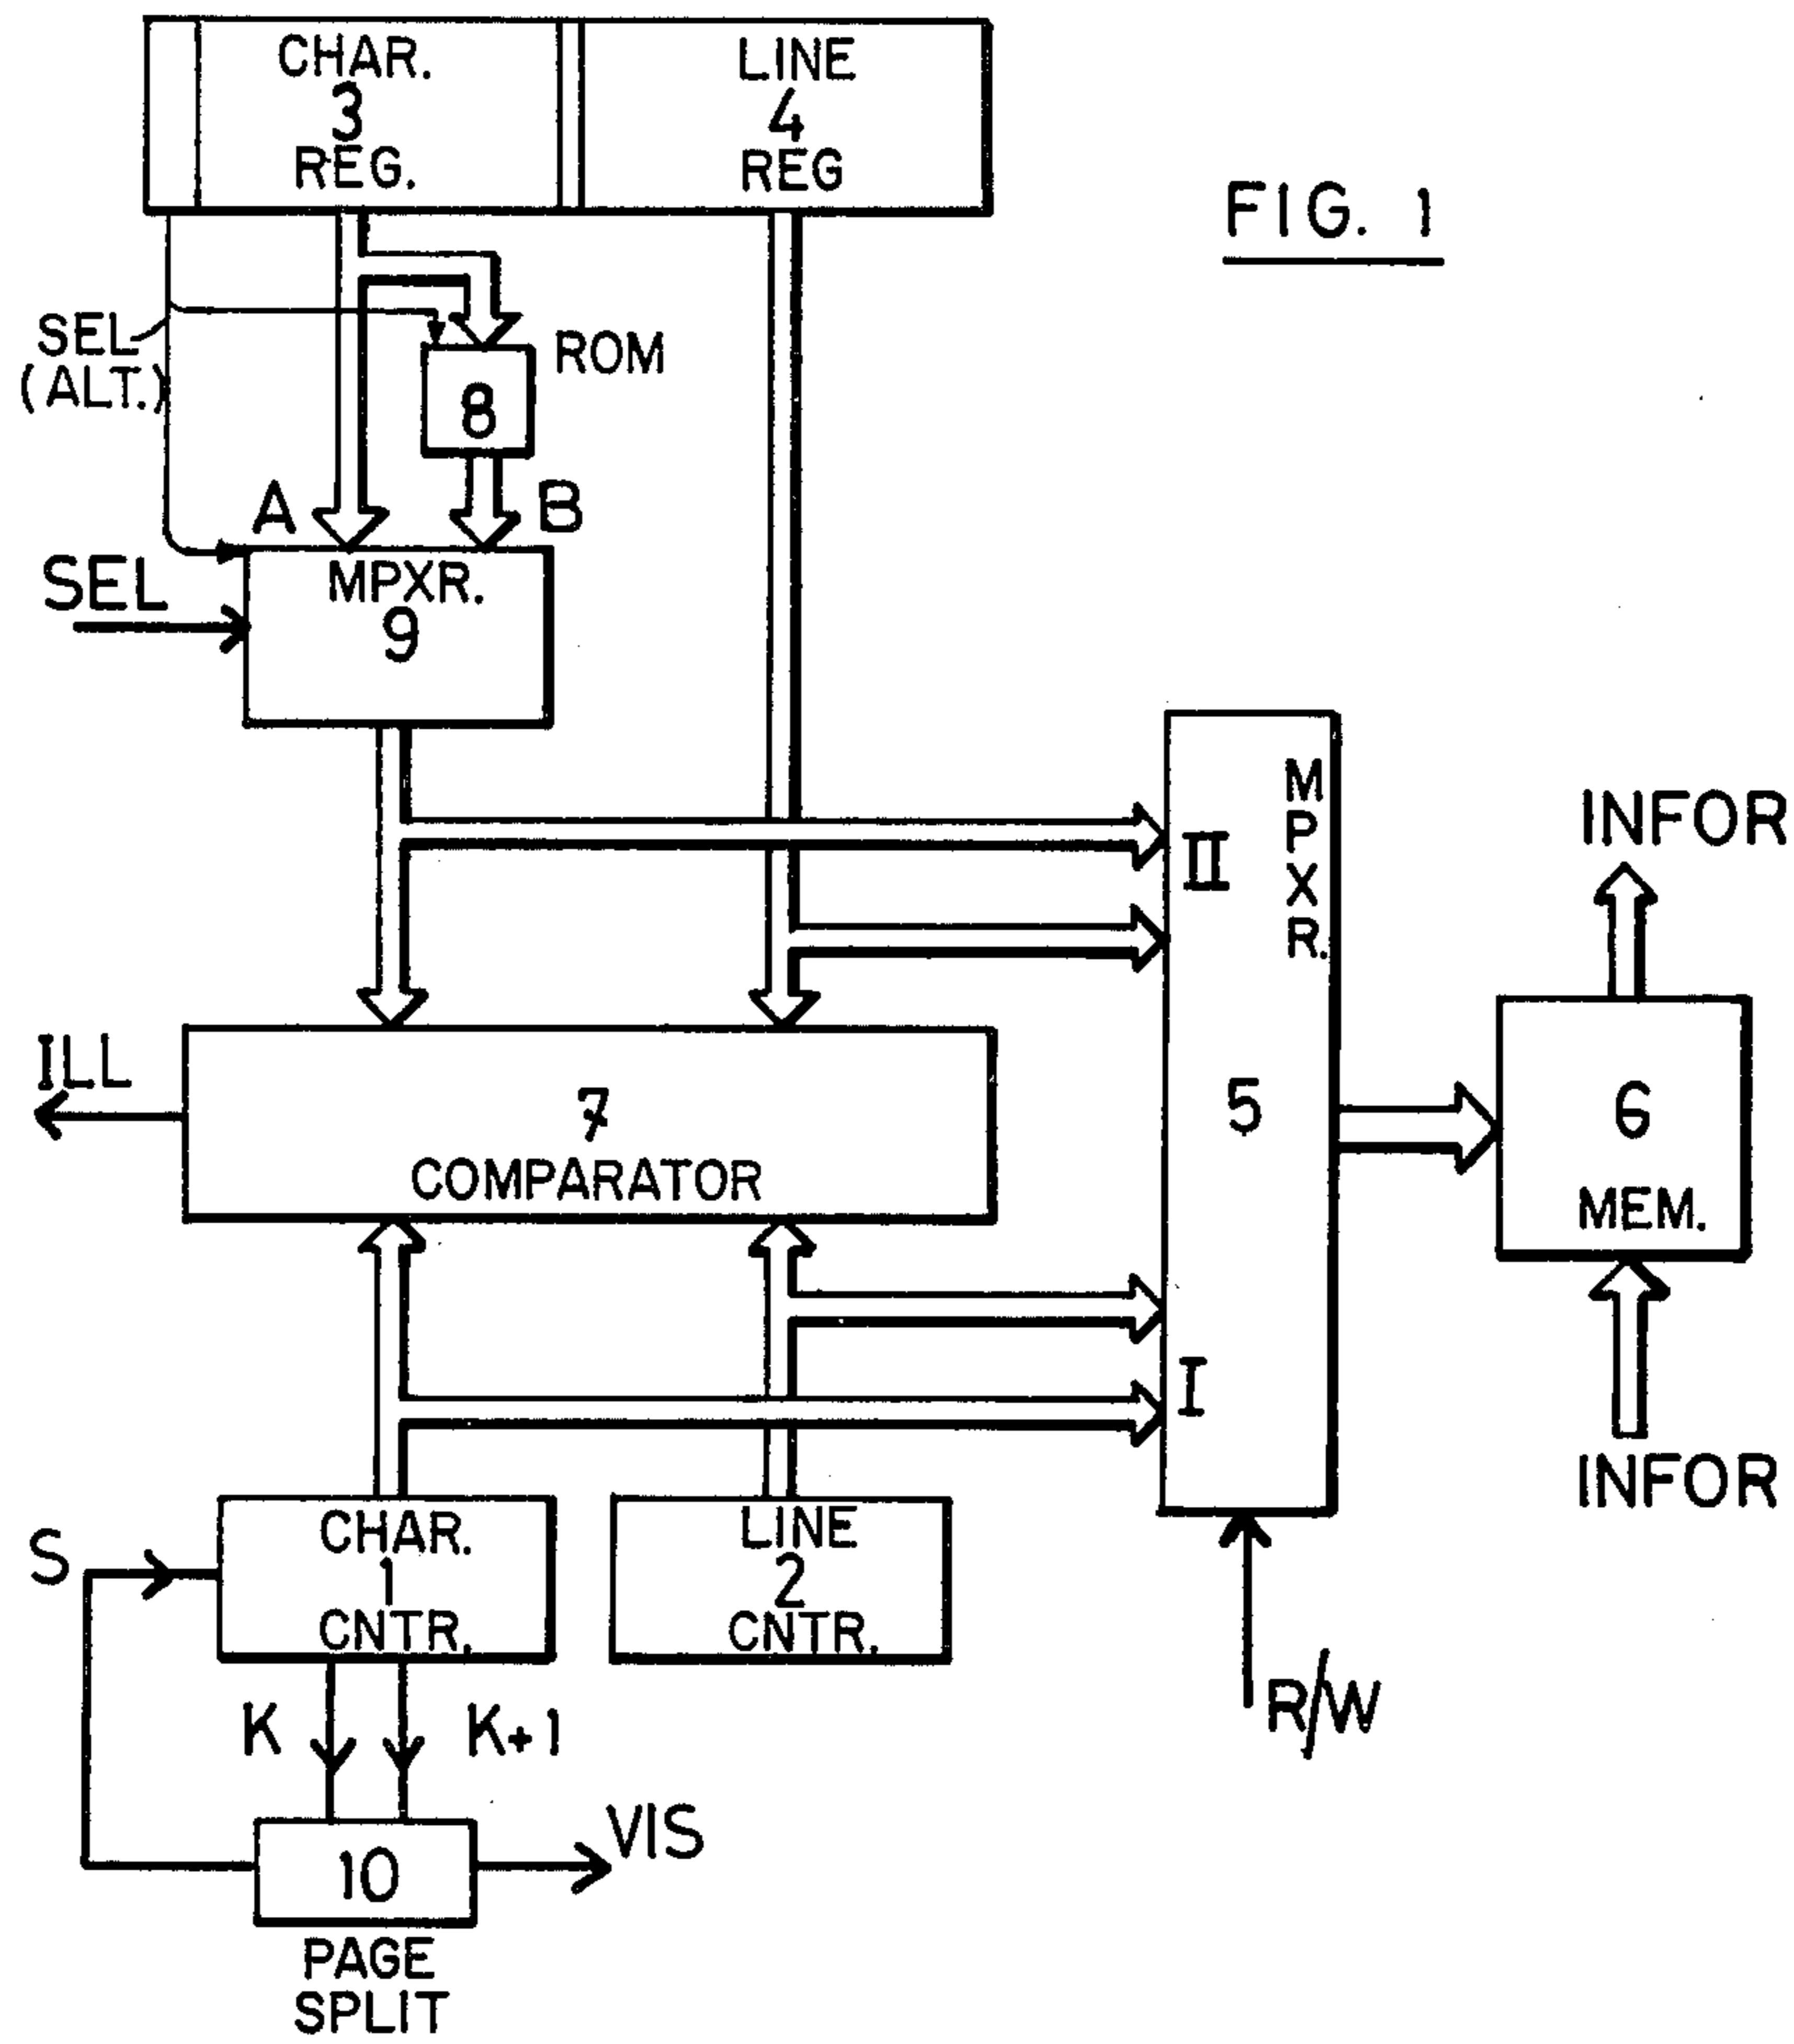 CHAR.
3
REG.
LINE
4
REG
FIG. 1
SEL
(ALT.)
ROM
8
A
B
SEL
MPXR.
9
II
MPXR.
INFOR
ILL
7
COMPARATOR
5
6
MEM.
I
INFOR
S
CHAR.
1
CNTR.
LINE
2
CNTR.
R/W
K
K+1
VIS
10
PAGE
SPLIT